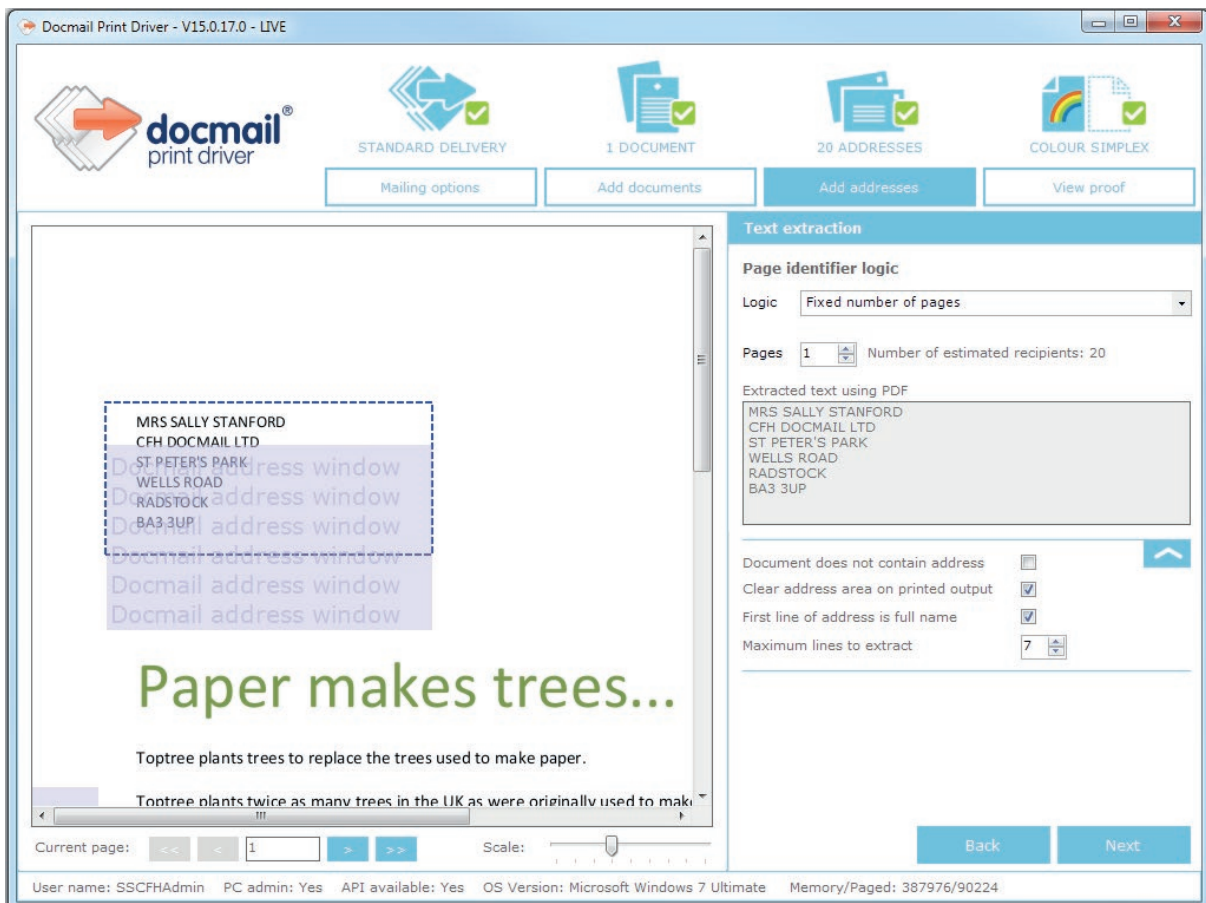 Docmail Print Driver - V15.0.17.0 - LIVE
docmail®
print driver
STANDARD DELIVERY
1 DOCUMENT
20 ADDRESSES
COLOUR SIMPLEX
Mailing options
Add documents
Add addresses
View proof
MRS SALLY STANFORD
CFH DOCMAIL LTD
ST PETER'S PARK
Docmail address window
WELLS ROAD
Docmail address window
RADSTOCK
BA3 3UP
Docmail address window
Docmail address window
Docmail address window
Docmail address window
Paper makes trees...
Toptree plants trees to replace the trees used to make paper.
Toptree plants twice as many trees in the UK as were originally used to make
Current page: << < 1 > >> Scale:
Text extraction
Page identifier logic
Logic Fixed number of pages
Pages 1 Number of estimated recipients: 20
Extracted text using PDF
MRS SALLY STANFORD
CFH DOCMAIL LTD
ST PETER'S PARK
WELLS ROAD
RADSTOCK
BA3 3UP
Document does not contain address
Clear address area on printed output
First line of address is full name
Maximum lines to extract 7
Back
Next
User name: SSCFHAdmin PC admin: Yes API available: Yes OS Version: Microsoft Windows 7 Ultimate Memory/Paged: 387976/90224